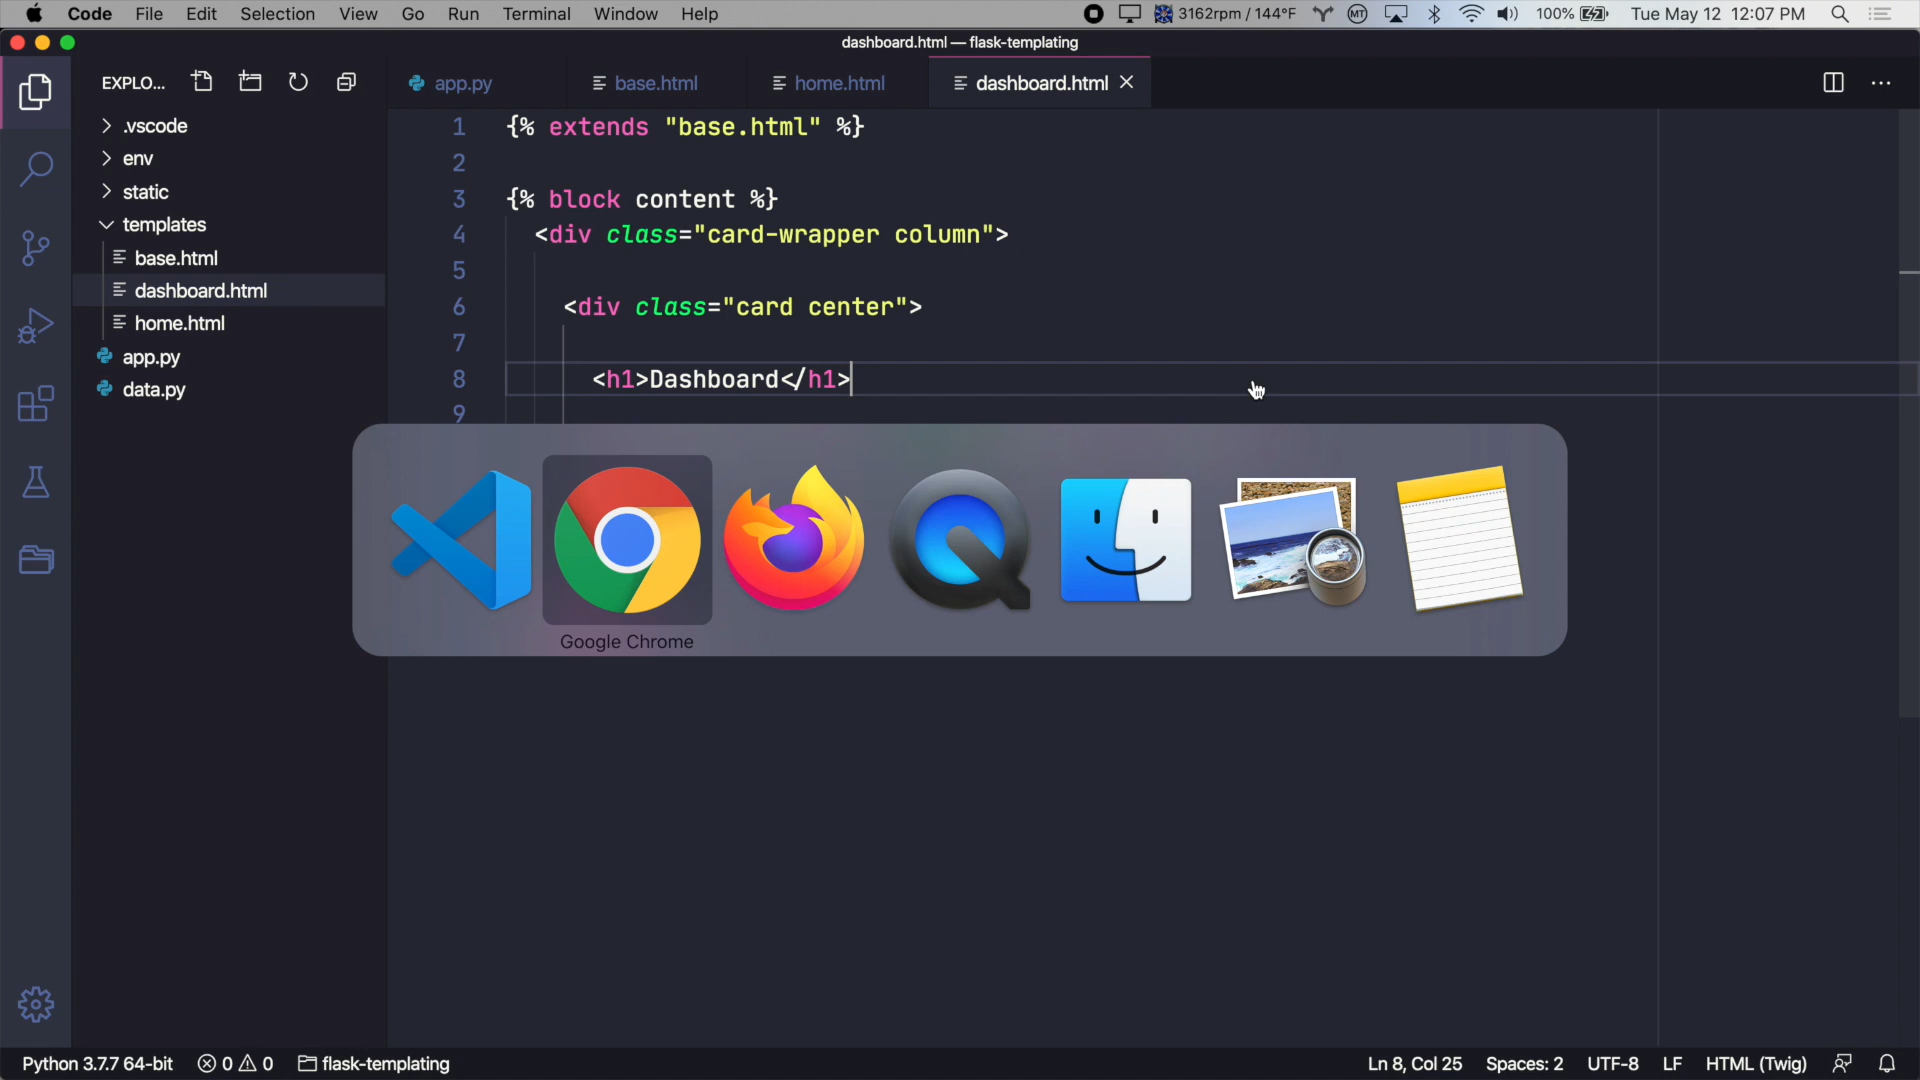 Code File Edit Selection View Go Run Terminal Window Help
3162rpm / 144°F MT 100% Tue May 12 12:07 PM
dashboard.html — flask-templating
EXPLO...
app.py base.html home.html dashboard.html
.vscode
env
static
templates
base.html
dashboard.html
home.html
app.py
data.py
1 {% extends "base.html" %}
2
3 {% block content %}
4 <div class="card-wrapper column">
5
6 <div class="card center">
7
8 <h1>Dashboard</h1>
9
Google Chrome
Python 3.7.7 64-bit 0 0 flask-templating
Ln 8, Col 25 Spaces: 2 UTF-8 LF HTML (Twig)